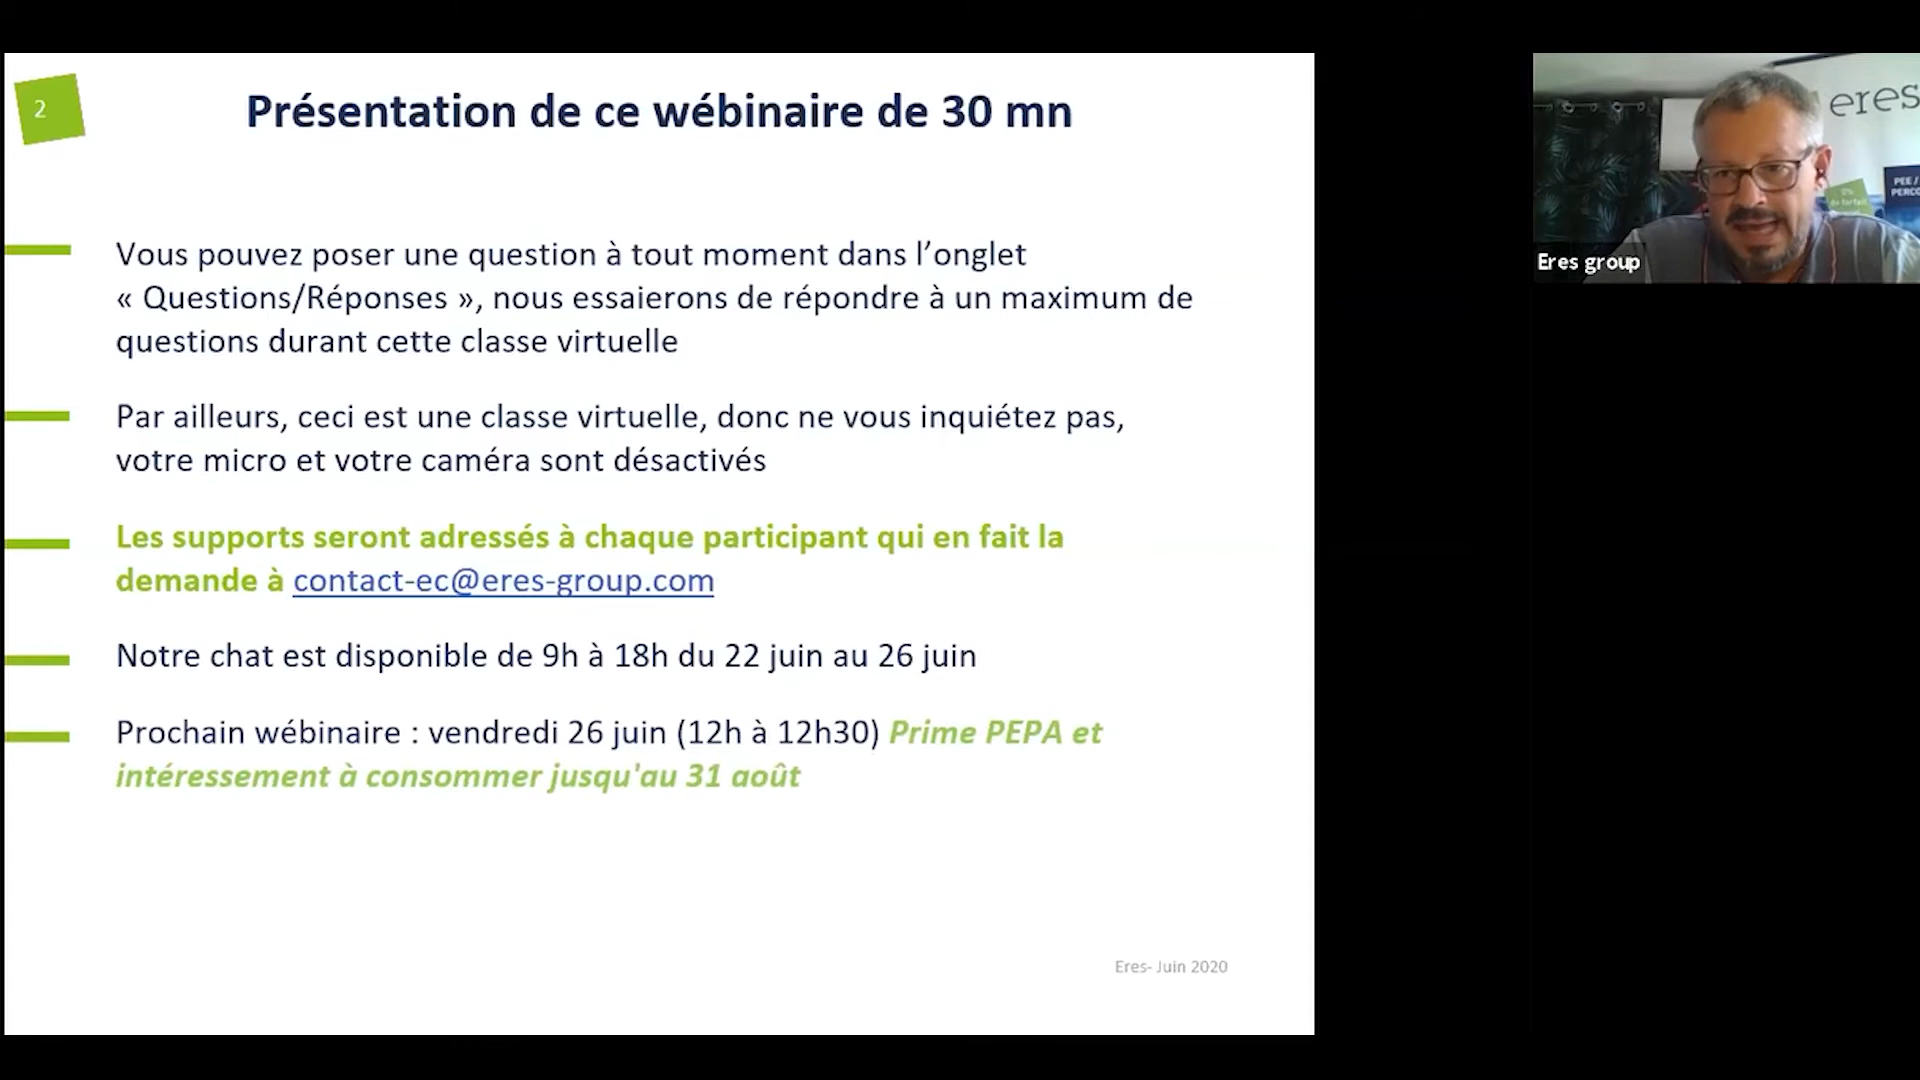 2
Présentation de ce wébinaire de 30 mn
Vous pouvez poser une question à tout moment dans l’onglet
« Questions/Réponses », nous essaierons de répondre à un maximum de
questions durant cette classe virtuelle
Par ailleurs, ceci est une classe virtuelle, donc ne vous inquiétez pas,
votre micro et votre caméra sont désactivés
Les supports seront adressés à chaque participant qui en fait la
demande à contact-ec@eres-group.com
Notre chat est disponible de 9h à 18h du 22 juin au 26 juin
Prochain wébinaire : vendredi 26 juin (12h à 12h30) Prime PEPA et
intéressement à consommer jusqu'au 31 août
Eres- Juin 2020
eres
PEE /
PERCO
Eres group